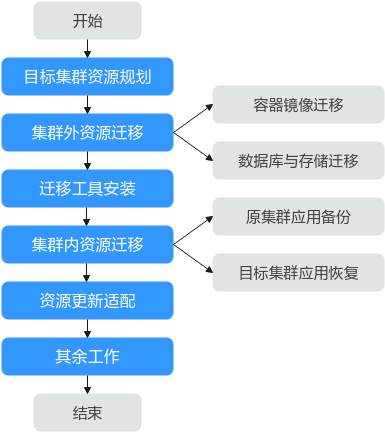 开始
目标集群资源规划
集群外资源迁移
容器镜像迁移
数据库与存储迁移
迁移工具安装
集群内资源迁移
原集群应用备份
目标集群应用恢复
资源更新适配
其余工作
结束